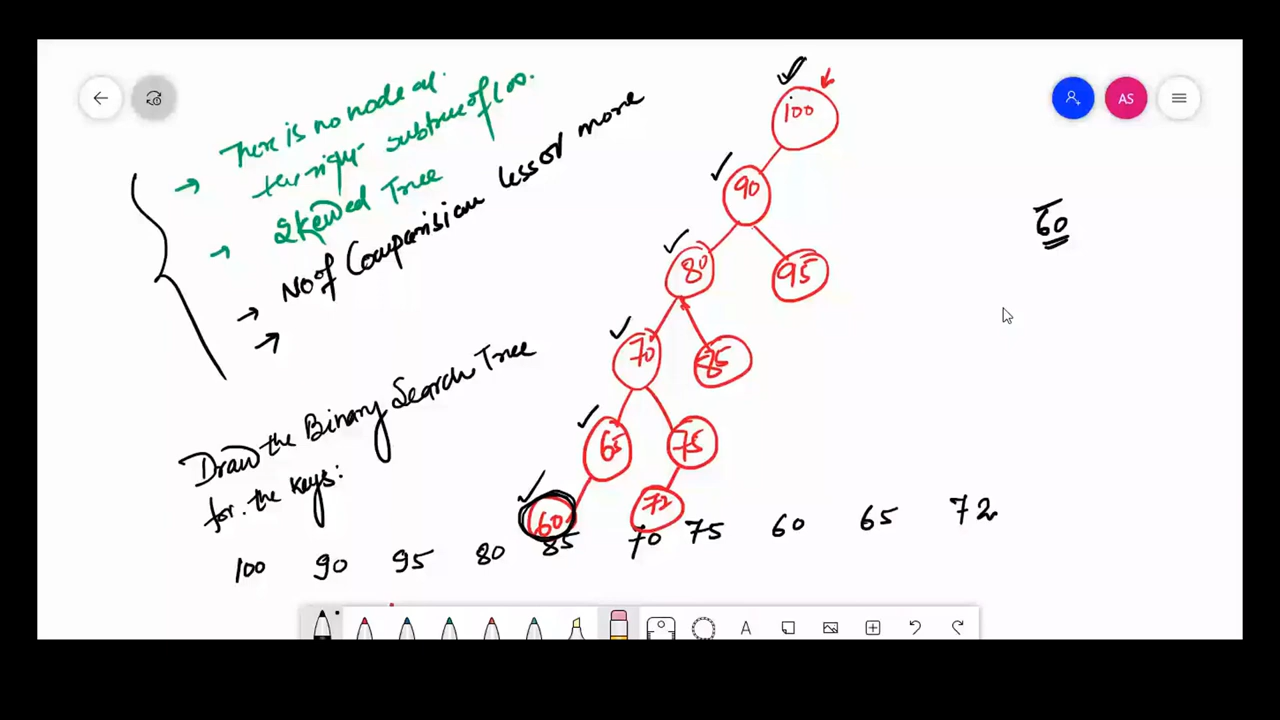 There is no node at
the right subtree of 100.
Skewed Tree
No of Comparision less or more
Draw the Binary Search Tree
for the keys:
100 90 95 80 85 70 75 60 65 72
100
90
80 95
70 85
65 75
60 72
60
AS
A